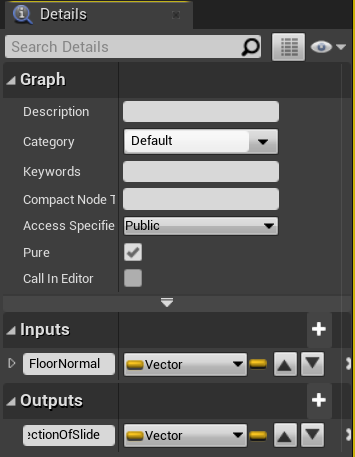 Details
Search Details
Graph
Description
Category Default
Keywords
Compact Node T
Access Specifie Public
Pure
Call In Editor
Inputs
FloorNormal Vector
Outputs
ectionOfSlide Vector